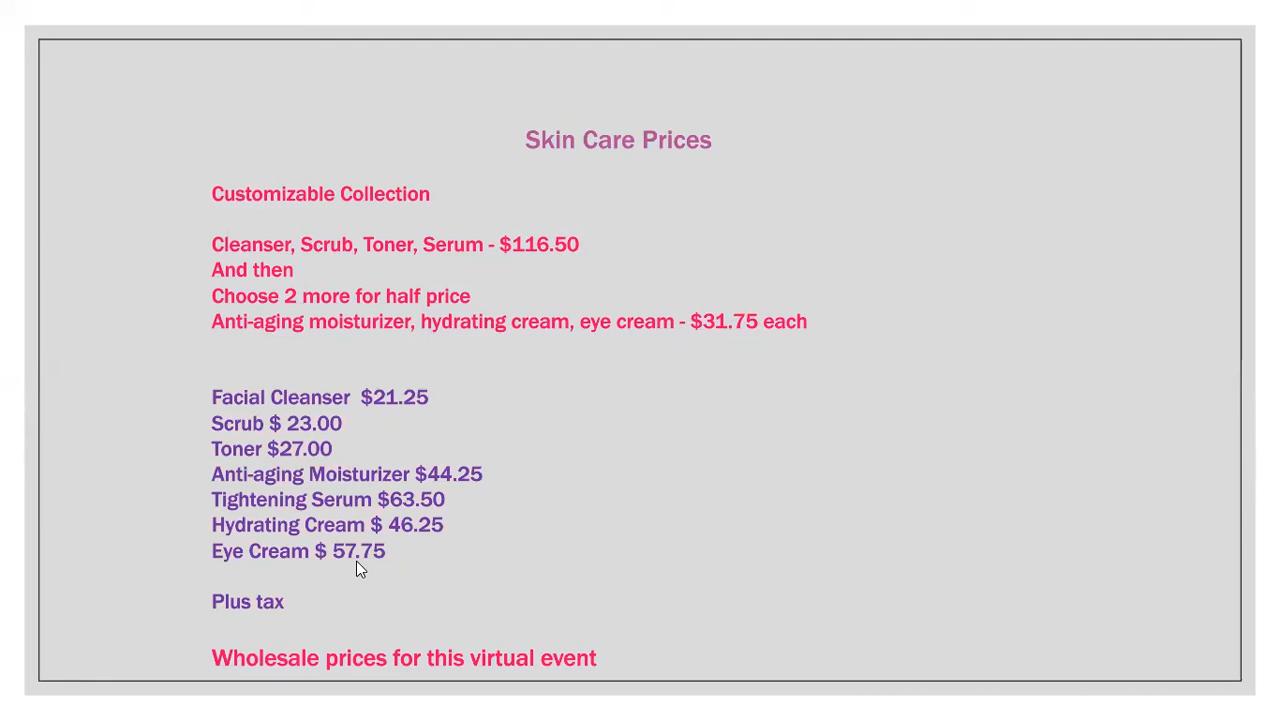 Skin Care Prices
Customizable Collection
Cleanser, Scrub, Toner, Serum - $116.50
And then
Choose 2 more for half price
Anti-aging moisturizer, hydrating cream, eye cream - $31.75 each
Facial Cleanser  $21.25
Scrub $ 23.00
Toner $27.00
Anti-aging Moisturizer $44.25
Tightening Serum $63.50
Hydrating Cream $ 46.25
Eye Cream $ 57.75
Plus tax
Wholesale prices for this virtual event